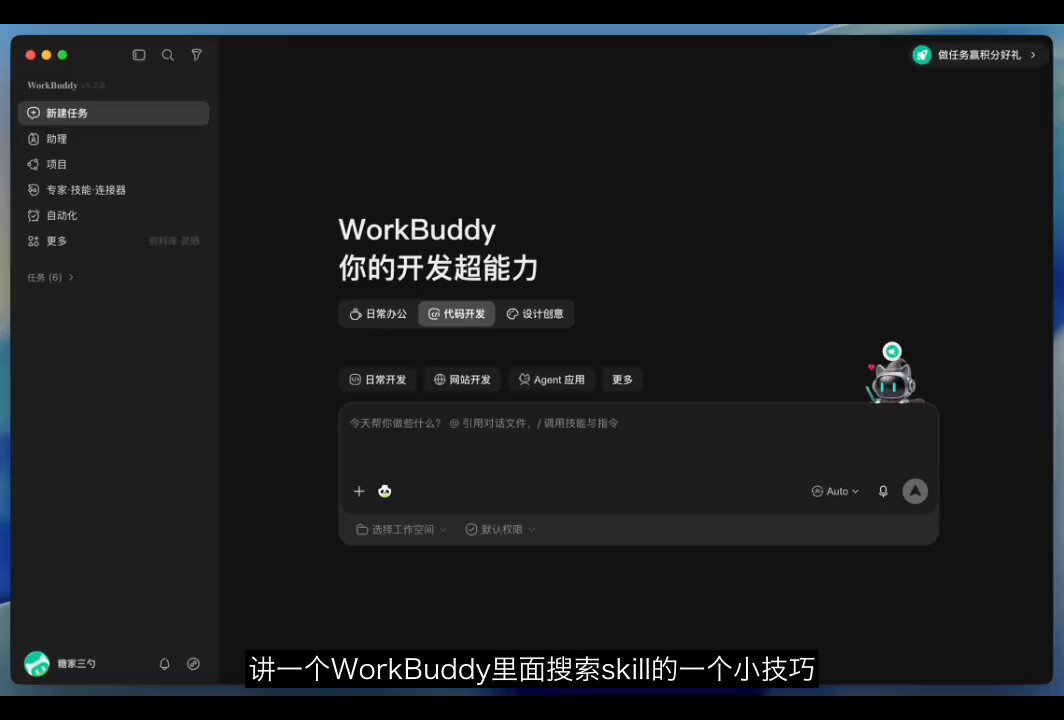 做任务赢积分好礼
WorkBuddy
新建任务
助理
项目
专家·技能·连接器
自动化
更多 资料库·灵感
任务 (6)
WorkBuddy
你的开发超能力
日常办公 代码开发 设计创意
日常开发 网站开发 Agent 应用 更多
今天帮你做些什么? @ 引用对话文件, / 调用技能与指令
Auto
选择工作空间 默认权限
糖家三勺
讲一个WorkBuddy里面搜索skill的一个小技巧